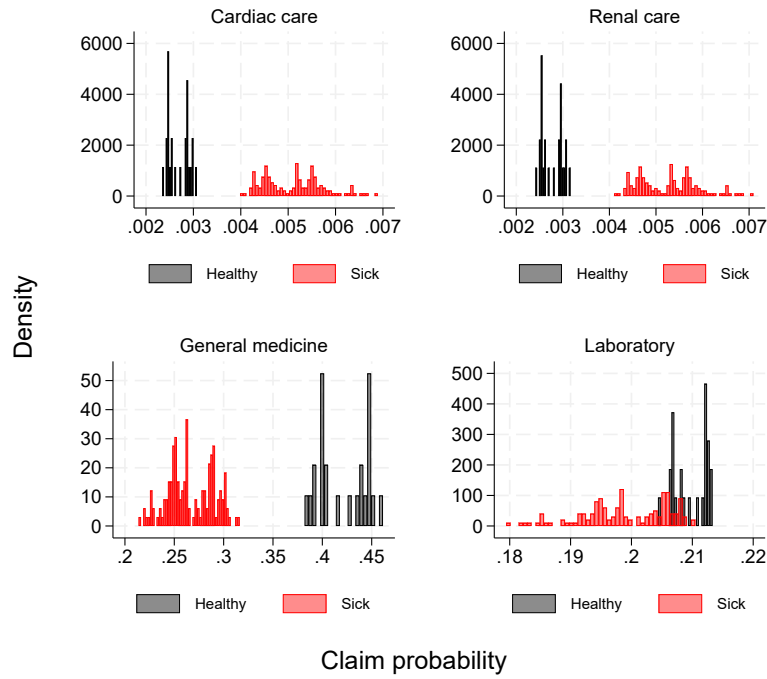 Cardiac care
Renal care
6000
4000
2000
0
.002 .003 .004 .005 .006 .007
6000
4000
2000
0
.002 .003 .004 .005 .006 .007
Healthy Sick
Healthy Sick
Density
General medicine
Laboratory
50
40
30
20
10
0
.2 .25 .3 .35 .4 .45
500
400
300
200
100
0
.18 .19 .2 .21 .22
Healthy Sick
Healthy Sick
Claim probability